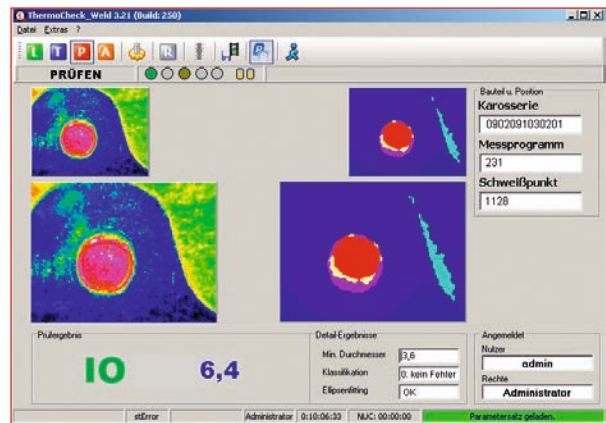 ThermoCheck_Weld 3.21 (Build: 250)
Datei Extras ?
L T P A R P
PRÜFEN
Bauteil u. Position
Karosserie
0902091030201
Messprogramm
231
Schweißpunkt
1128
Prüfergebnis
IO 6,4
Detail-Ergebnisse
Min. Durchmesser 3,6
Klassifikation 0: kein Fehler
Ellipsenfitting OK
Angemeldet
Nutzer
admin
Rechte
Administrator
stError Administrator 0:10:06:33 NUC: 00:00:00 Parametersatz geladen.